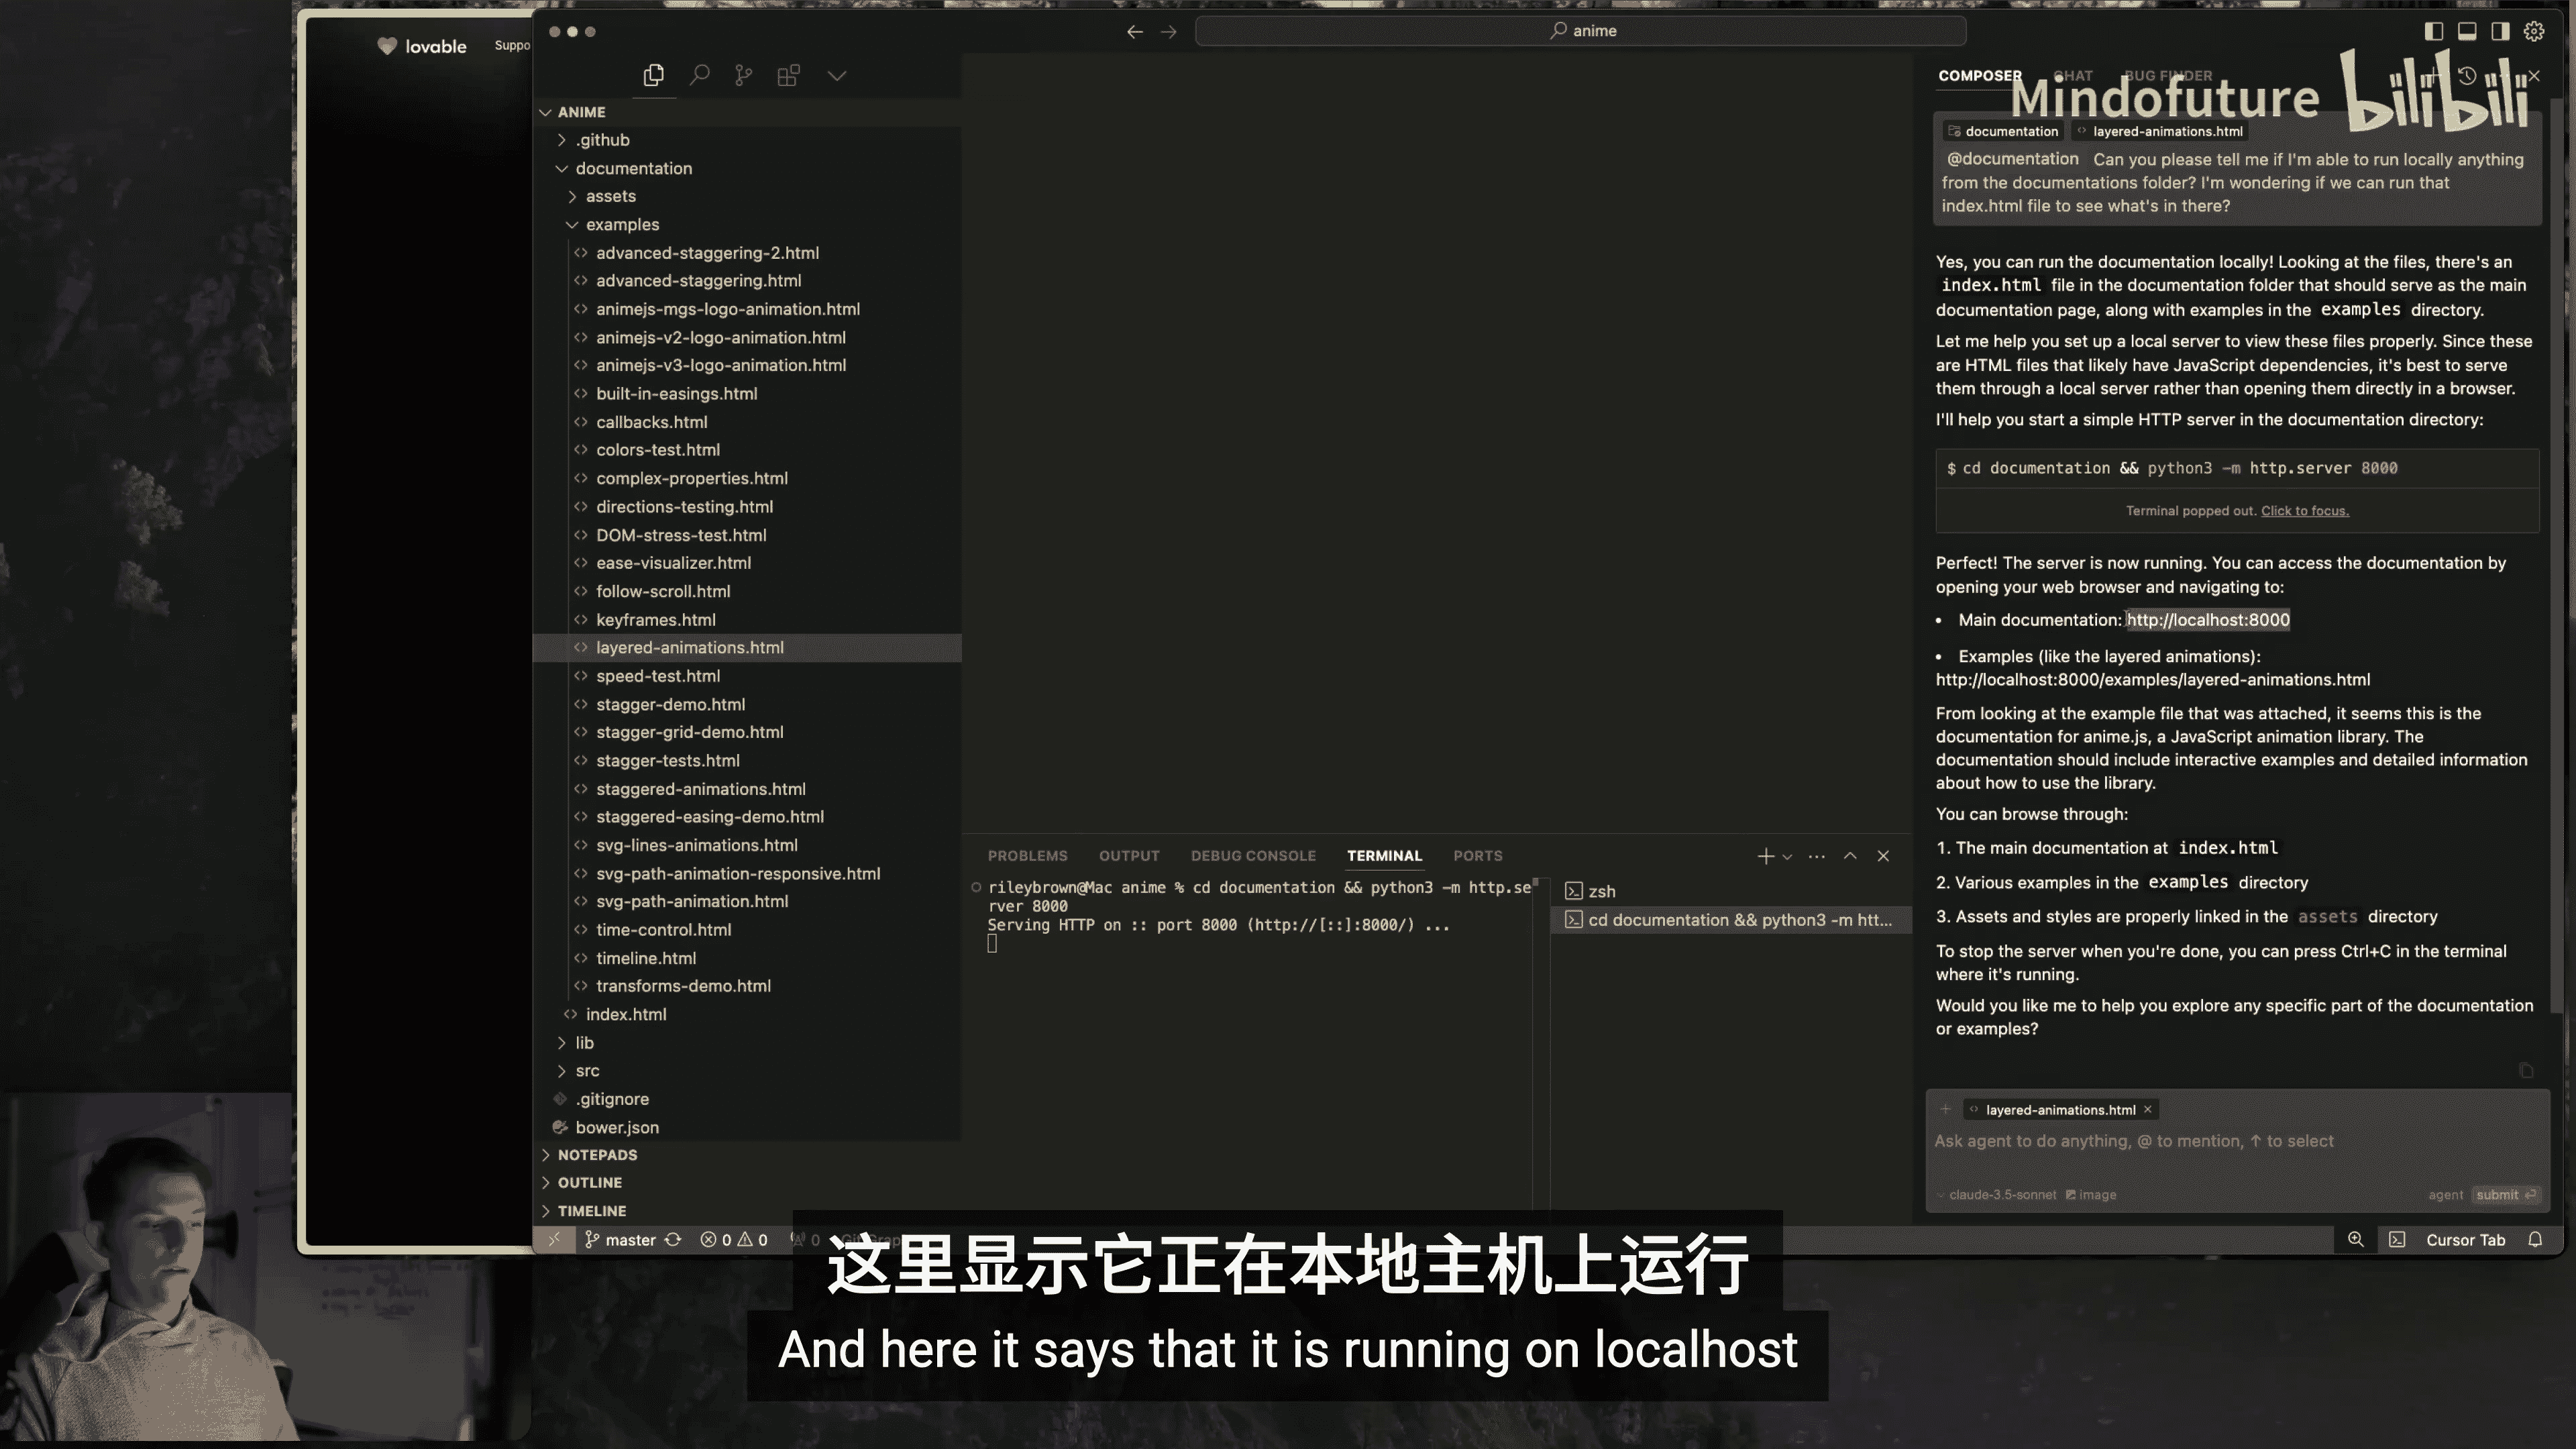 lovable
Suppo
anime
COMPOSER
CHAT
BUG FINDER
Mindofuture
bilibili
ANIME
.github
documentation
assets
examples
advanced-staggering-2.html
advanced-staggering.html
animejs-mgs-logo-animation.html
animejs-v2-logo-animation.html
animejs-v3-logo-animation.html
built-in-easings.html
callbacks.html
colors-test.html
complex-properties.html
directions-testing.html
DOM-stress-test.html
ease-visualizer.html
follow-scroll.html
keyframes.html
layered-animations.html
speed-test.html
stagger-demo.html
stagger-grid-demo.html
stagger-tests.html
staggered-animations.html
staggered-easing-demo.html
svg-lines-animations.html
svg-path-animation-responsive.html
svg-path-animation.html
time-control.html
timeline.html
transforms-demo.html
index.html
lib
src
.gitignore
bower.json
NOTEPADS
OUTLINE
TIMELINE
master
0
0
0
PROBLEMS
OUTPUT
DEBUG CONSOLE
TERMINAL
PORTS
rileybrown@Mac anime % cd documentation && python3 -m http.se
rver 8000
Serving HTTP on :: port 8000 (http://[::]:8000/) ...
zsh
cd documentation && python3 -m htt...
documentation
layered-animations.html
@documentation Can you please tell me if I'm able to run locally anything
from the documentations folder? I'm wondering if we can run that
index.html file to see what's in there?
Yes, you can run the documentation locally! Looking at the files, there's an
index.html file in the documentation folder that should serve as the main
documentation page, along with examples in the examples directory.
Let me help you set up a local server to view these files properly. Since these
are HTML files that likely have JavaScript dependencies, it's best to serve
them through a local server rather than opening them directly in a browser.
I'll help you start a simple HTTP server in the documentation directory:
$ cd documentation && python3 -m http.server 8000
Terminal popped out. Click to focus.
Perfect! The server is now running. You can access the documentation by
opening your web browser and navigating to:
• Main documentation: http://localhost:8000
• Examples (like the layered animations):
http://localhost:8000/examples/layered-animations.html
From looking at the example file that was attached, it seems this is the
documentation for anime.js, a JavaScript animation library. The
documentation should include interactive examples and detailed information
about how to use the library.
You can browse through:
1. The main documentation at index.html
2. Various examples in the examples directory
3. Assets and styles are properly linked in the assets directory
To stop the server when you're done, you can press Ctrl+C in the terminal
where it's running.
Would you like me to help you explore any specific part of the documentation
or examples?
layered-animations.html
Ask agent to do anything, @ to mention, ↑ to select
claude-3.5-sonnet
image
agent
submit
Cursor Tab
这里显示它正在本地主机上运行
And here it says that it is running on localhost